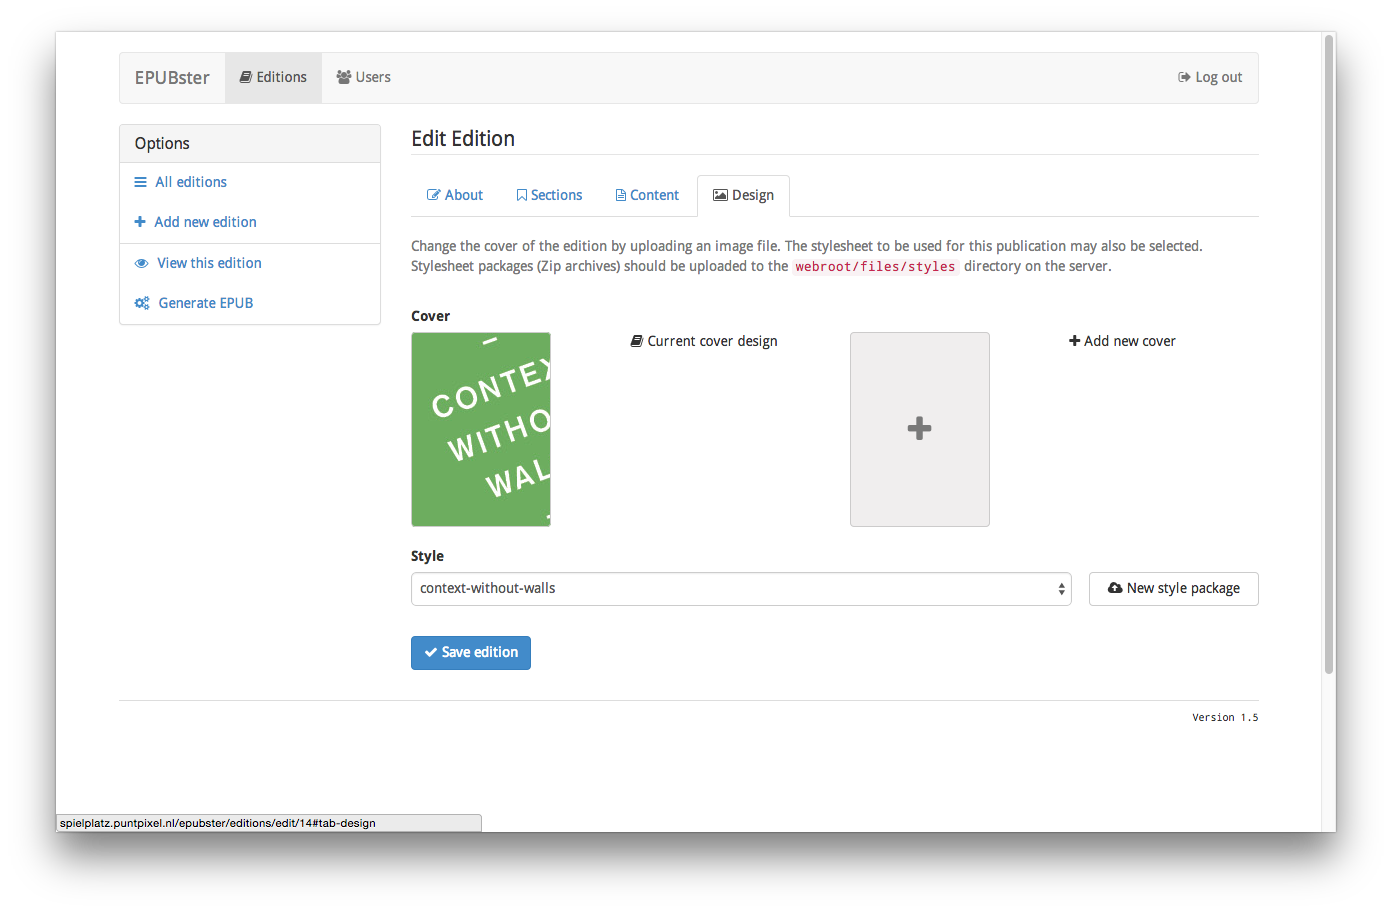 EPUBster Editions Users Log out
Options
All editions
Add new edition
View this edition
Generate EPUB
Edit Edition
About Sections Content Design
Change the cover of the edition by uploading an image file. The stylesheet to be used for this publication may also be selected.
Stylesheet packages (Zip archives) should be uploaded to the webroot/files/styles directory on the server.
Cover
CONTEX
WITHO
WAL
Current cover design
Add new cover
Style
context-without-walls New style package
Save edition
Version 1.5
spielplatz.puntpixel.nl/epubster/editions/edit/14#tab-design